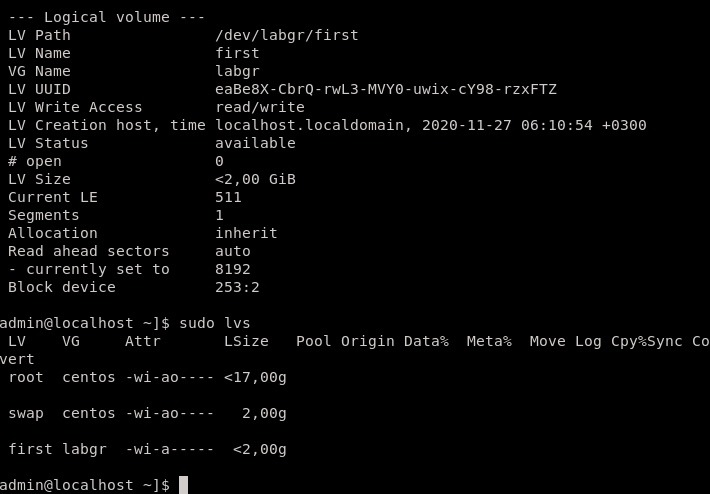 --- Logical volume ---
LV Path                /dev/labgr/first
LV Name                first
VG Name                labgr
LV UUID                eaBe8X-CbrQ-rwL3-MVY0-uwix-cY98-rzxFTZ
LV Write Access        read/write
LV Creation host, time localhost.localdomain, 2020-11-27 06:10:54 +0300
LV Status              available
# open                 0
LV Size                <2,00 GiB
Current LE             511
Segments               1
Allocation             inherit
Read ahead sectors     auto
- currently set to     8192
Block device           253:2
admin@localhost ~]$ sudo lvs
LV    VG     Attr       LSize   Pool Origin Data%  Meta%  Move Log Cpy%Sync Co
vert
root  centos -wi-ao---- <17,00g
swap  centos -wi-ao----   2,00g
first labgr  -wi-a-----  <2,00g
admin@localhost ~]$